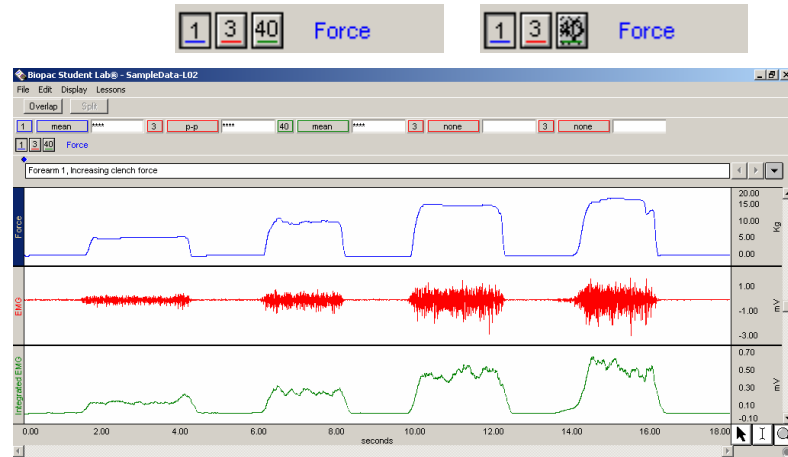 1 3 40 Force
1 3 40 Force
Biopac Student Lab® - SampleData-L02
File Edit Display Lessons
Overlap Split
1 mean **** 3 p-p **** 40 mean **** 3 none 3 none
1 3 40 Force
Forearm 1, Increasing clench force
Force
20.00
15.00
10.00
5.00
0.00
Kg
EMG
1.00
-1.00
-3.00
mV
Integrated EMG
0.70
0.50
0.30
0.10
-0.10
mV
0.00 2.00 4.00 6.00 8.00 10.00 12.00 14.00 16.00 18.00
seconds